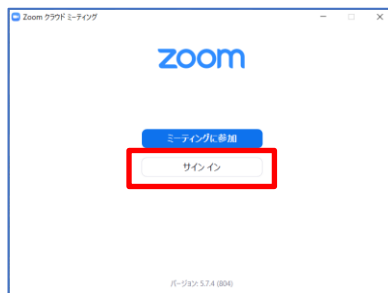 Zoom クラウド ミーティング
zoom
ミーティングに参加
サイン イン
バージョン: 5.7.4 (804)